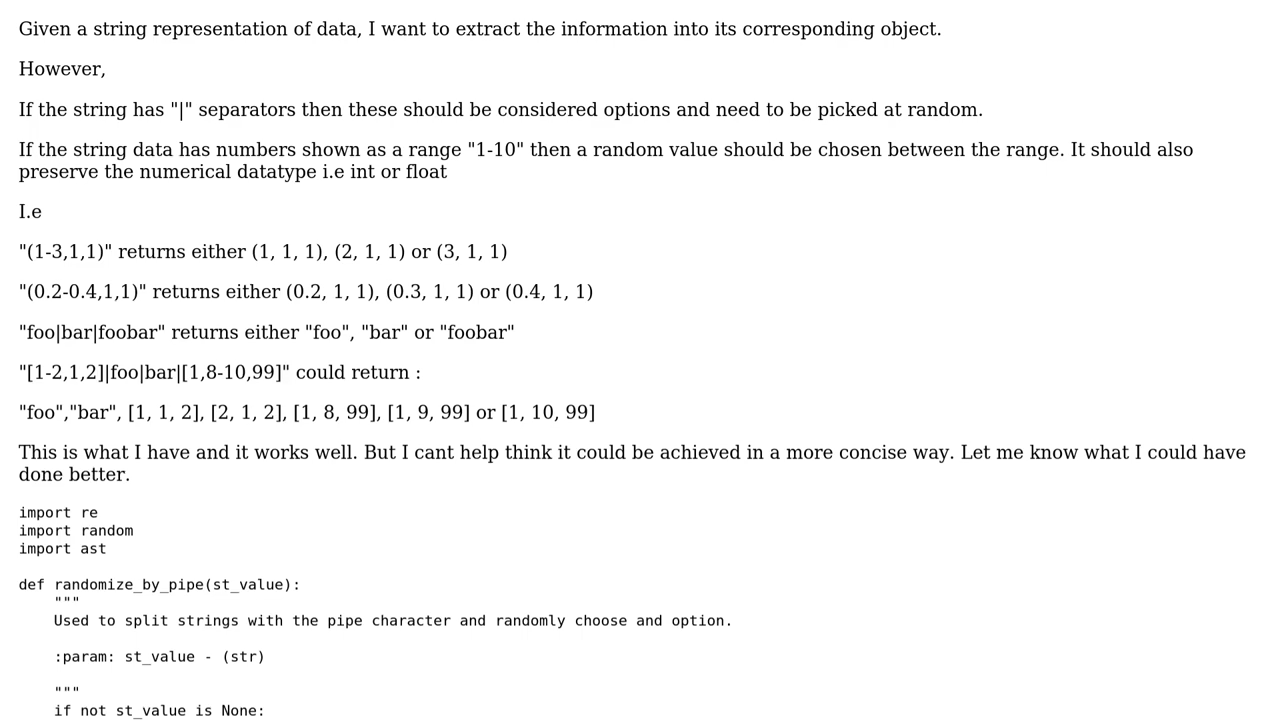 Given a string representation of data, I want to extract the information into its corresponding object.
However,
If the string has "|" separators then these should be considered options and need to be picked at random.
If the string data has numbers shown as a range "1-10" then a random value should be chosen between the range. It should also
preserve the numerical datatype i.e int or float
I.e
"(1-3,1,1)" returns either (1, 1, 1), (2, 1, 1) or (3, 1, 1)
"(0.2-0.4,1,1)" returns either (0.2, 1, 1), (0.3, 1, 1) or (0.4, 1, 1)
"foo|bar|foobar" returns either "foo", "bar" or "foobar"
"[1-2,1,2]|foo|bar|[1,8-10,99]" could return :
"foo","bar", [1, 1, 2], [2, 1, 2], [1, 8, 99], [1, 9, 99] or [1, 10, 99]
This is what I have and it works well. But I cant help think it could be achieved in a more concise way. Let me know what I could have
done better.
import re
import random
import ast
def randomize_by_pipe(st_value):
    """
    Used to split strings with the pipe character and randomly choose and option.
    :param: st_value - (str)
    """
    if not st_value is None: